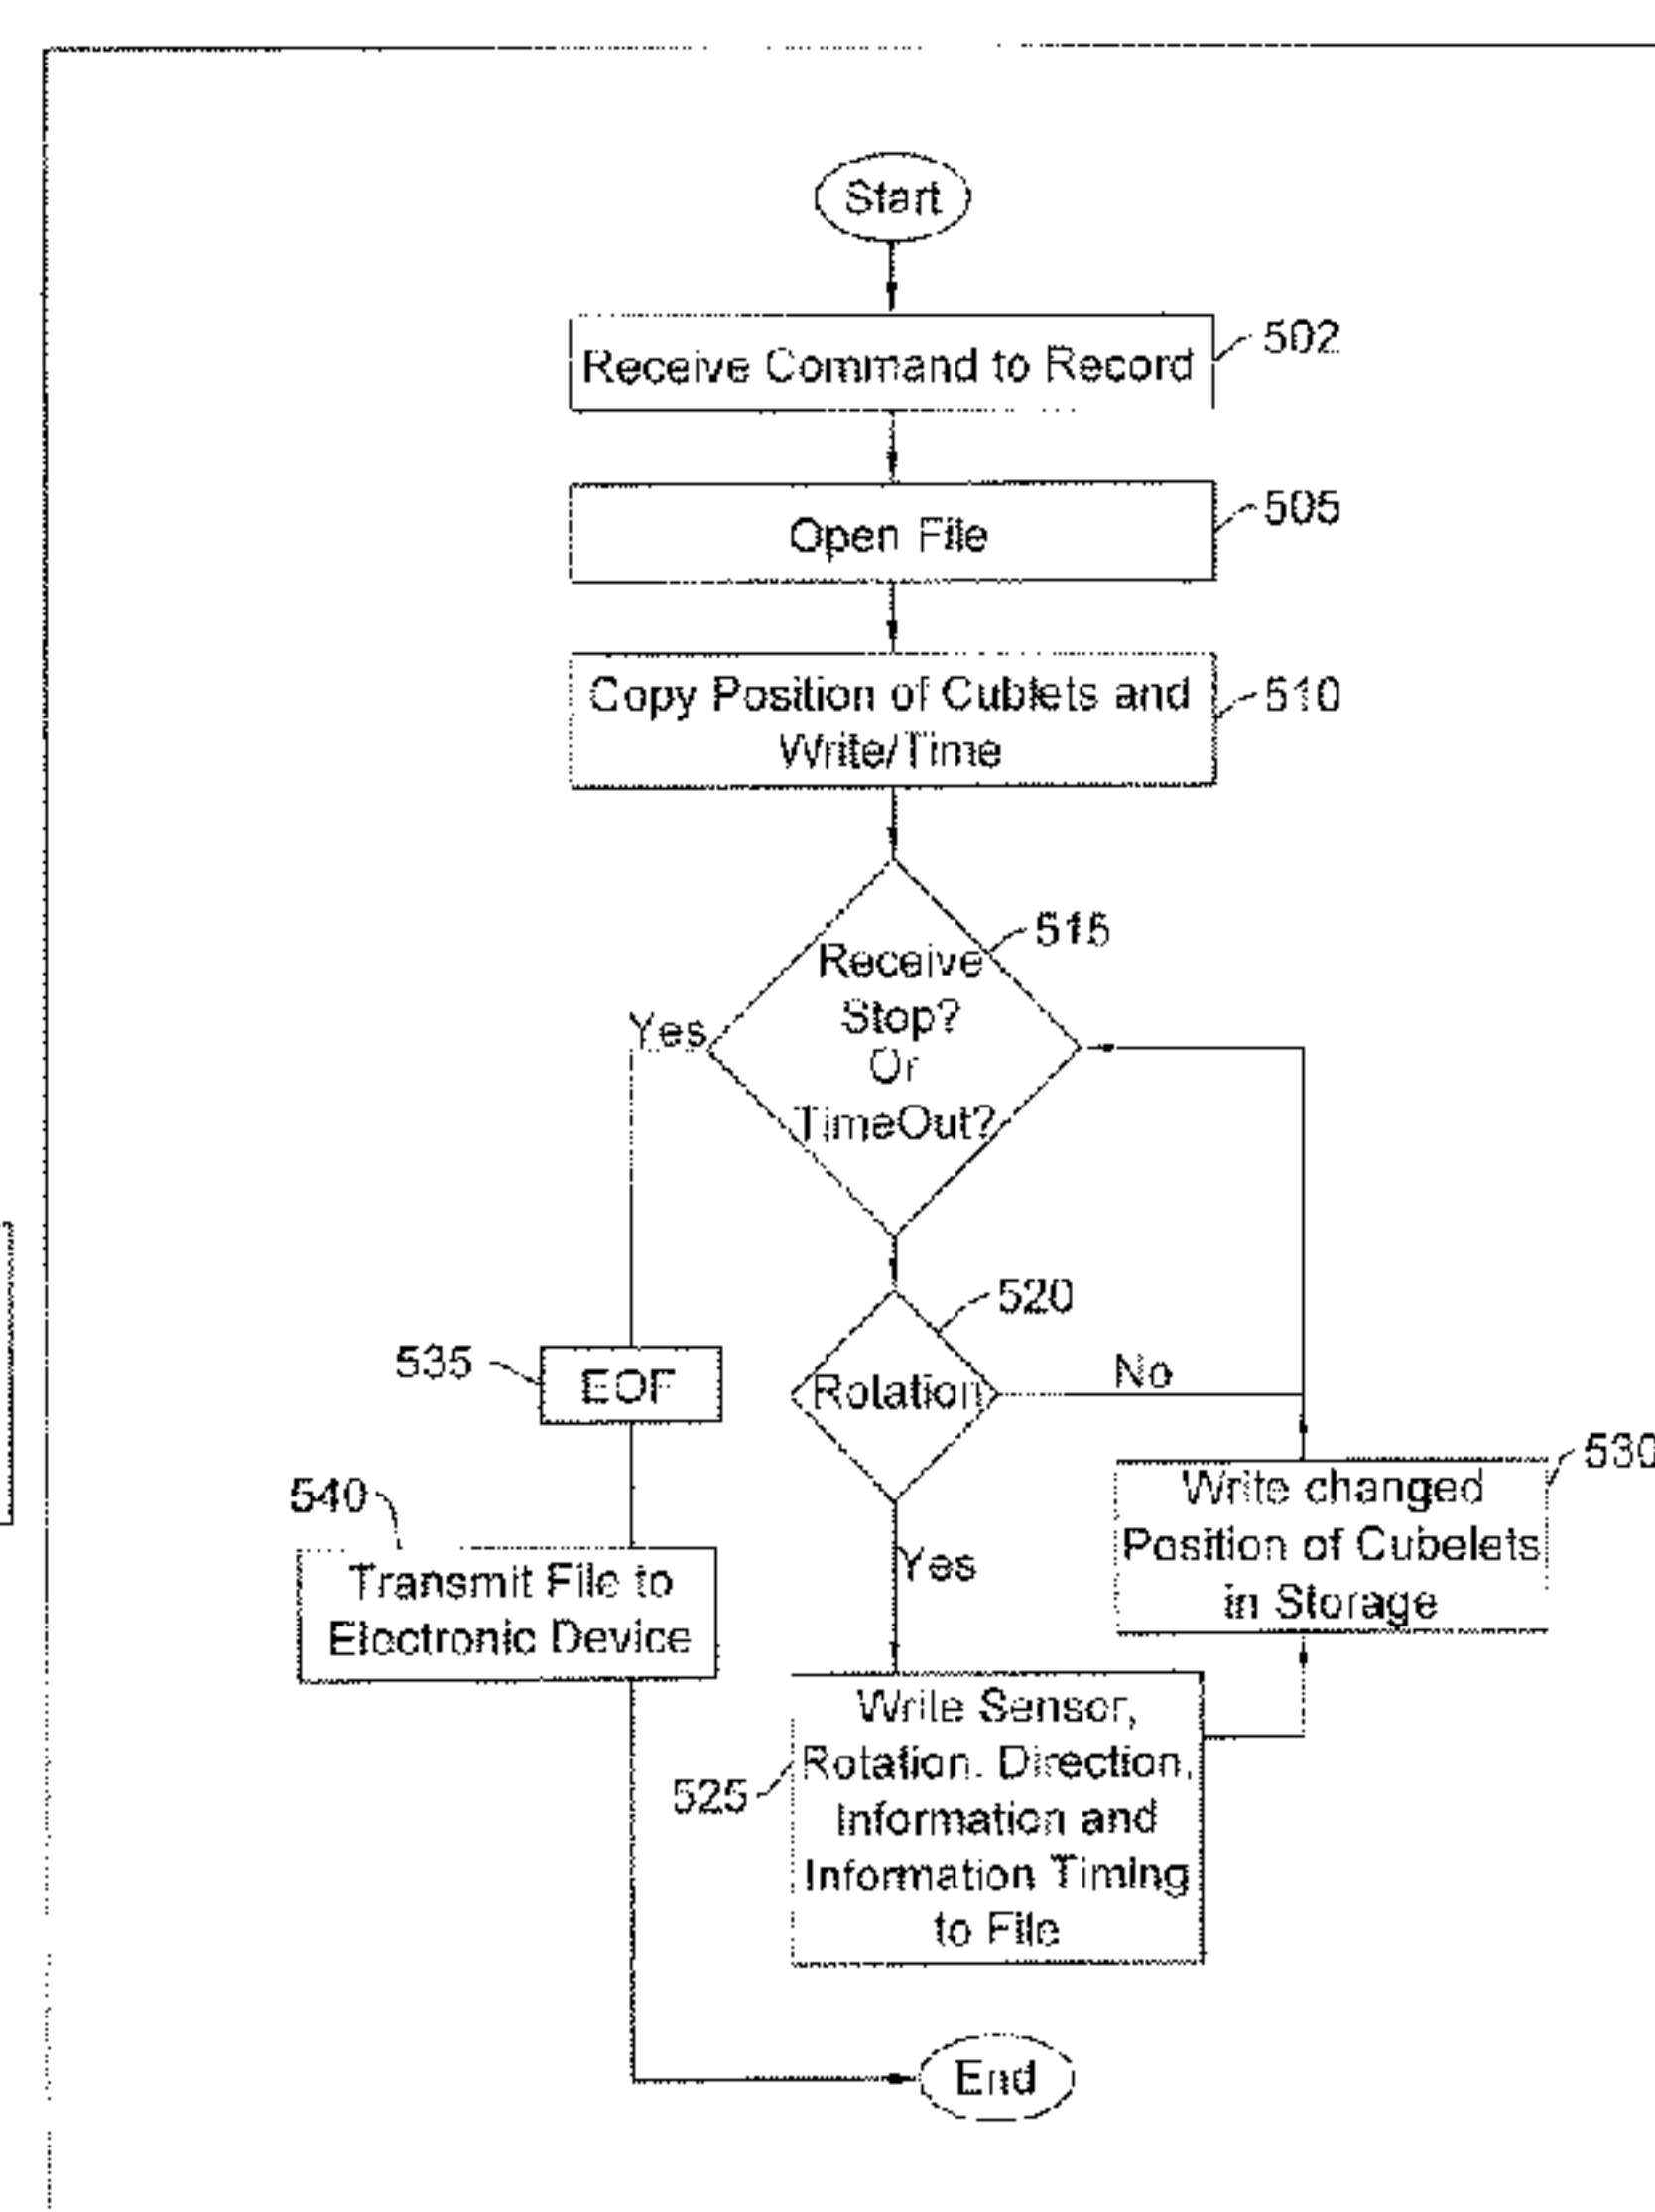 Start
Receive Command to Record
502
Open File
505
Copy Position of Cublets and
Write/Time
510
Receive
Stop?
Or
TimeOut?
515
Yes
Rotation
520
No
Yes
535
EOF
540
Transmit File to
Electronic Device
530
Write changed
Position of Cubelets
in Storage
525
Write Sensor,
Rotation. Direction,
Information and
Information Timing
to File
End